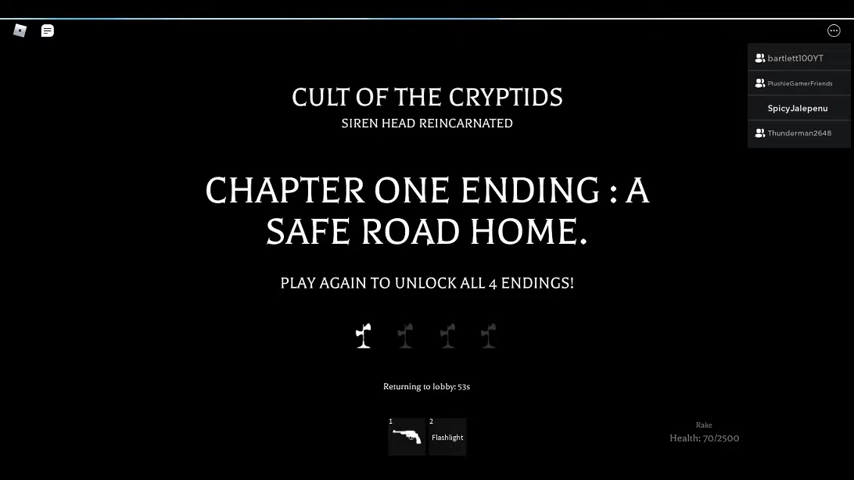 bartlett100YT
PlushieGamerFriends
SpicyJalepenu
Thunderman2648
CULT OF THE CRYPTIDS
SIREN HEAD REINCARNATED
CHAPTER ONE ENDING : A
SAFE ROAD HOME.
PLAY AGAIN TO UNLOCK ALL 4 ENDINGS!
Returning to lobby: 53s
1
2
Flashlight
Rake
Health: 70/2500